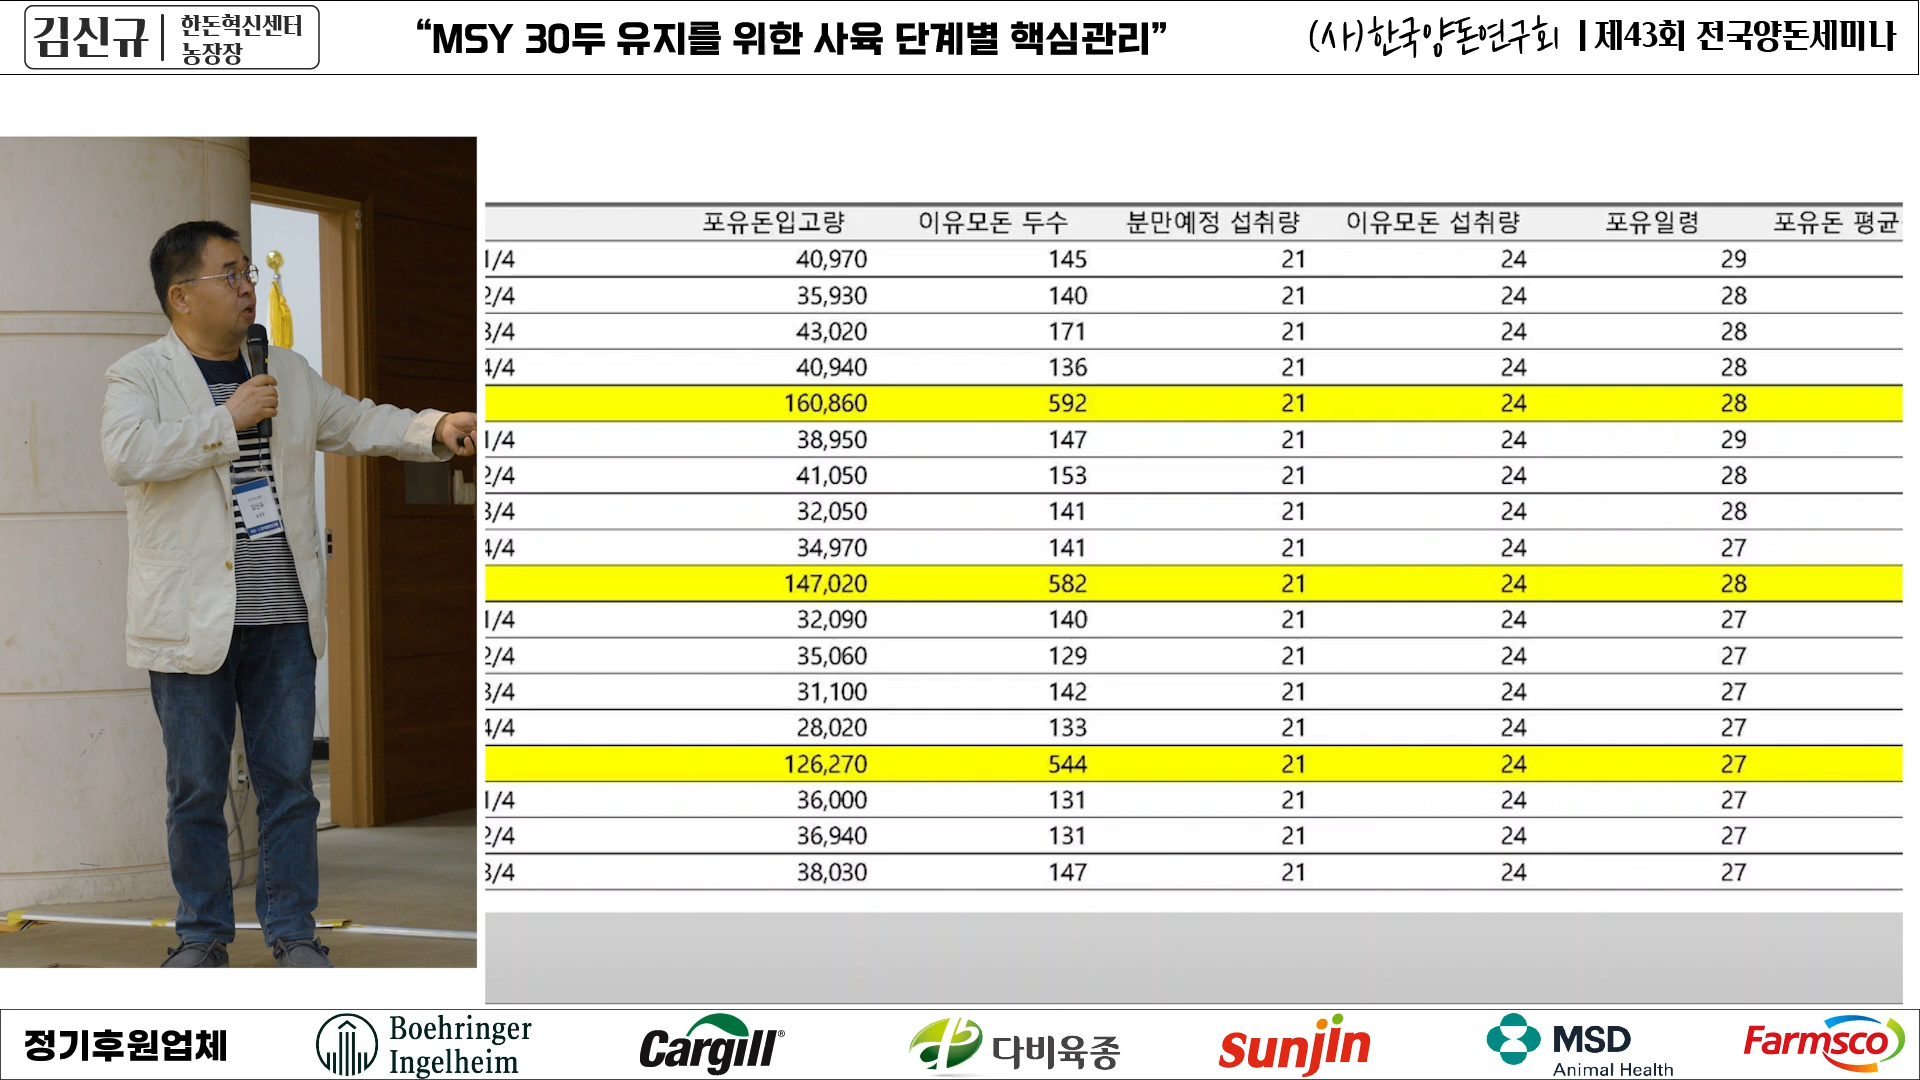 김신규 한돈혁신센터 농장장
“MSY 30두 유지를 위한 사육 단계별 핵심관리”
(사)한국양돈연구회 | 제43회 전국양돈세미나
포유돈입고량 이유모돈 두수 분만예정 섭취량 이유모돈 섭취량 포유일령 포유돈 평균
1/4 40,970 145 21 24 29
2/4 35,930 140 21 24 28
3/4 43,020 171 21 24 28
4/4 40,940 136 21 24 28
160,860 592 21 24 28
1/4 38,950 147 21 24 29
2/4 41,050 153 21 24 28
3/4 32,050 141 21 24 28
4/4 34,970 141 21 24 27
147,020 582 21 24 28
1/4 32,090 140 21 24 27
2/4 35,060 129 21 24 27
3/4 31,100 142 21 24 27
4/4 28,020 133 21 24 27
126,270 544 21 24 27
1/4 36,000 131 21 24 27
2/4 36,940 131 21 24 27
3/4 38,030 147 21 24 27
김신규
정기후원업체
Boehringer
Ingelheim
Cargill®
다비육종
Sunjin
MSD
Animal Health
Farmsco